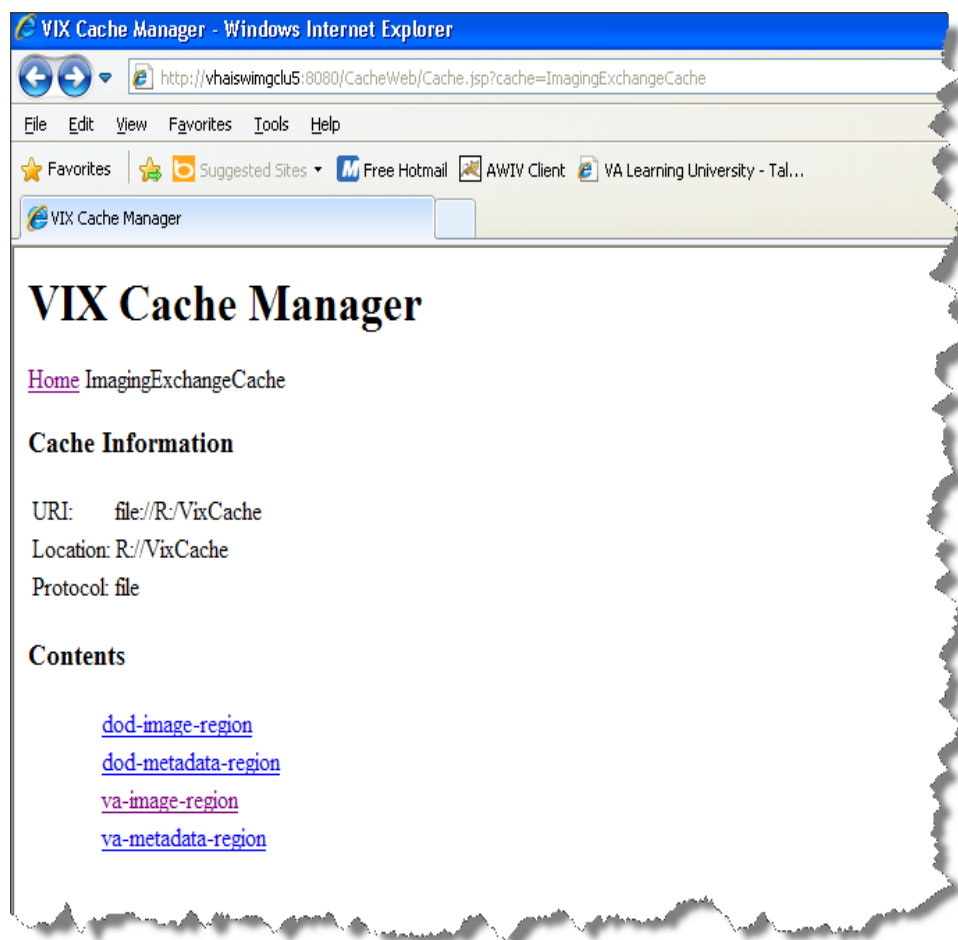 VIX Cache Manager - Windows Internet Explorer
http://vhaiswimgclu5:8080/CacheWeb/Cache.jsp?cache=ImagingExchangeCache
File Edit View Favorites Tools Help
Favorites Suggested Sites Free Hotmail AWIV Client VA Learning University - Tal...
VIX Cache Manager
VIX Cache Manager
Home ImagingExchangeCache
Cache Information
URI: file://R:/VixCache
Location: R://VixCache
Protocol: file
Contents
dod-image-region
dod-metadata-region
va-image-region
va-metadata-region